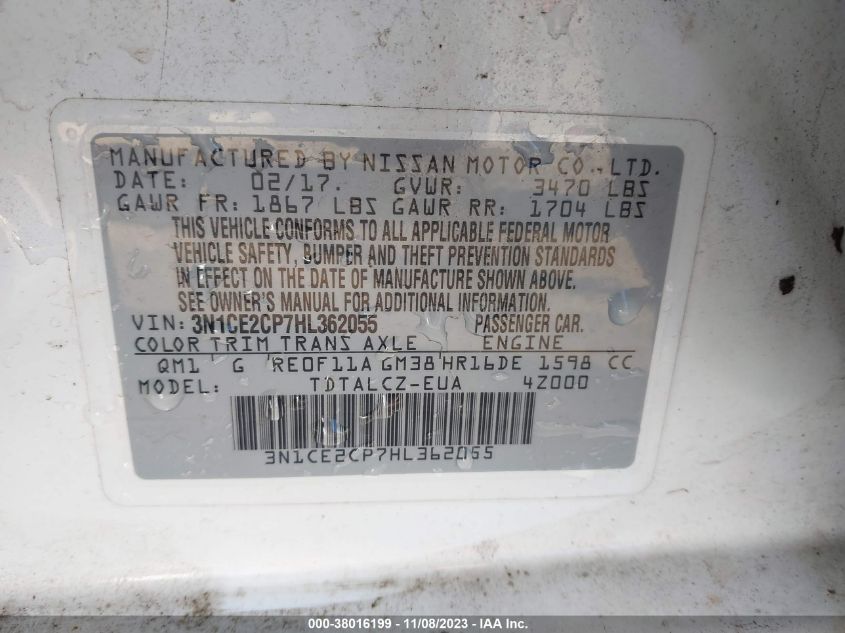 MANUFACTURED BY NISSAN MOTOR CO.,LTD.
DATE: 02/17. GVWR: 3470 LBS
GAWR FR: 1867 LBS GAWR RR: 1704 LBS
THIS VEHICLE CONFORMS TO ALL APPLICABLE FEDERAL MOTOR
VEHICLE SAFETY, BUMPER AND THEFT PREVENTION STANDARDS
IN EFFECT ON THE DATE OF MANUFACTURE SHOWN ABOVE.
SEE OWNER'S MANUAL FOR ADDITIONAL INFORMATION.
VIN: 3N1CE2CP7HL362055 PASSENGER CAR.
COLOR TRIM TRANS AXLE ENGINE
QM1 G RE0F11A GM38 HR16DE 1598 CC
MODEL: TDTALCZ-EUA 4Z000
3N1CE2CP7HL362055
000-38016199 - 11/08/2023 - IAA Inc.